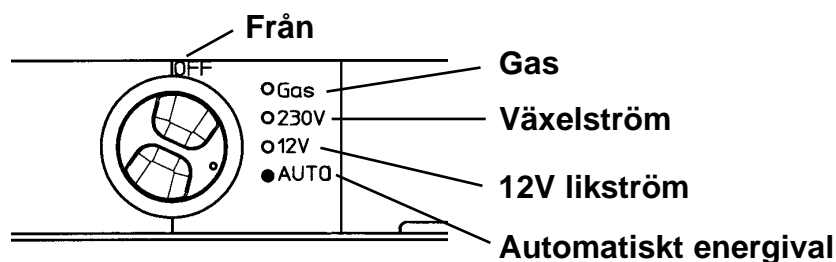 Från
OFF
Gas
Gas
230V
Växelström
12V
12V likström
AUTO
Automatiskt energival